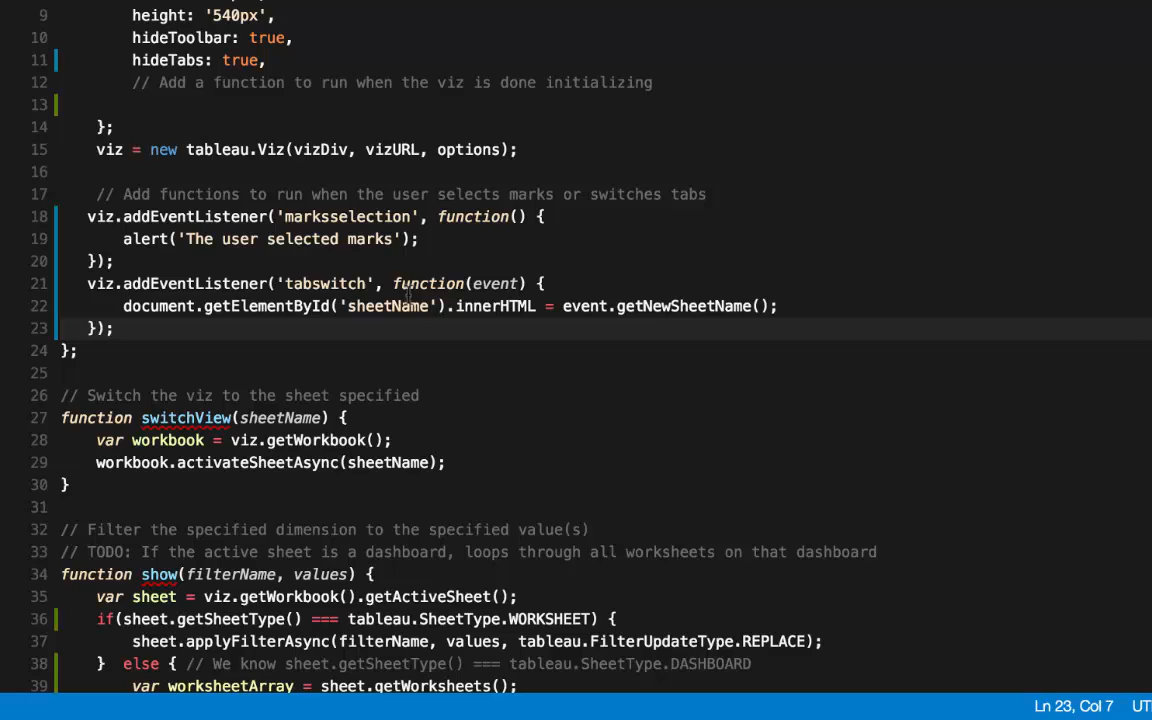 9 height: '540px',
10 hideToolbar: true,
11 hideTabs: true,
12 // Add a function to run when the viz is done initializing
13
14 };
15 viz = new tableau.Viz(vizDiv, vizURL, options);
16
17 // Add functions to run when the user selects marks or switches tabs
18 viz.addEventListener('marksselection', function() {
19 alert('The user selected marks');
20 });
21 viz.addEventListener('tabswitch', function(event) {
22 document.getElementById('sheetName').innerHTML = event.getNewSheetName();
23 });
24 };
25
26 // Switch the viz to the sheet specified
27 function switchView(sheetName) {
28 var workbook = viz.getWorkbook();
29 workbook.activateSheetAsync(sheetName);
30 }
31
32 // Filter the specified dimension to the specified value(s)
33 // TODO: If the active sheet is a dashboard, loops through all worksheets on that dashboard
34 function show(filterName, values) {
35 var sheet = viz.getWorkbook().getActiveSheet();
36 if(sheet.getSheetType() === tableau.SheetType.WORKSHEET) {
37 sheet.applyFilterAsync(filterName, values, tableau.FilterUpdateType.REPLACE);
38 } else { // We know sheet.getSheetType() === tableau.SheetType.DASHBOARD
39 var worksheetArray = sheet.getWorksheets();
Ln 23, Col 7 UT